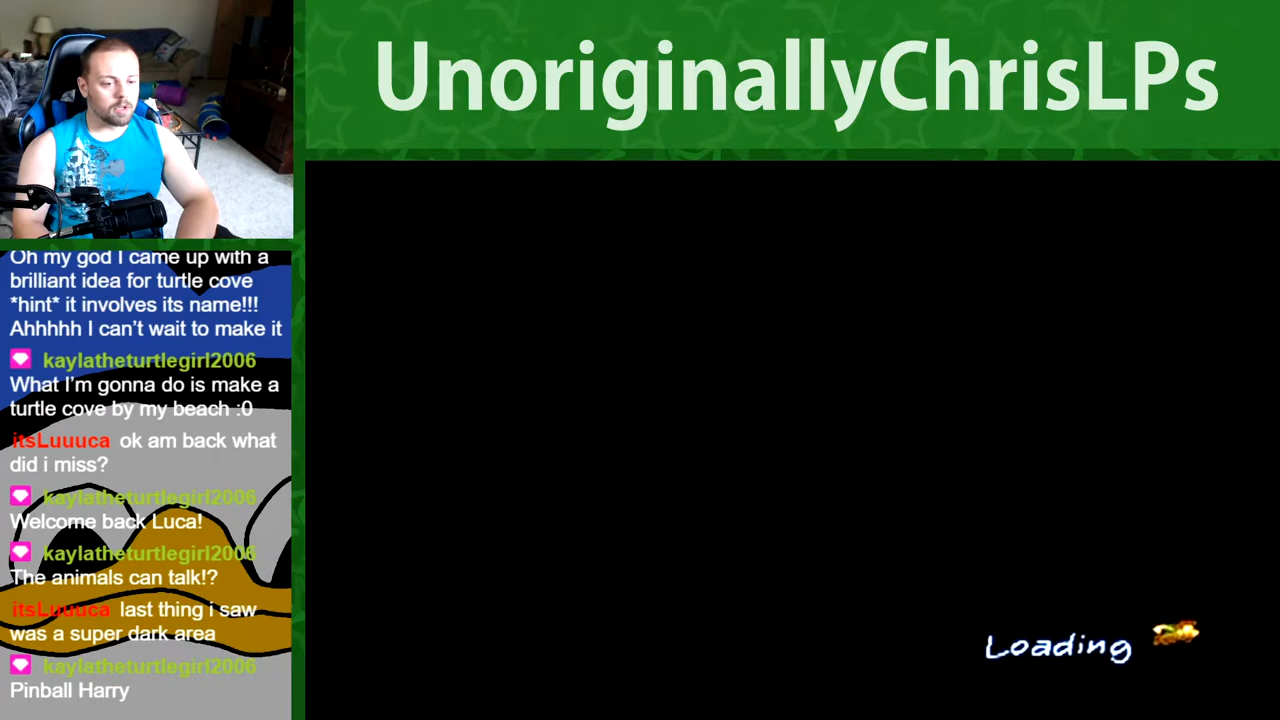 UnoriginallyChrisLPs
Oh my god I came up with a
brilliant idea for turtle cove
*hint* it involves its name!!!
Ahhhhh I can't wait to make it
kaylatheturtlegirl2006
What I'm gonna do is make a
turtle cove by my beach :0
itsLuuuca ok am back what
did i miss?
kaylatheturtlegirl2006
Welcome back Luca!
kaylatheturtlegirl2006
The animals can talk!?
itsLuuuca last thing i saw
was a super dark area
kaylatheturtlegirl2006
Pinball Harry
Loading